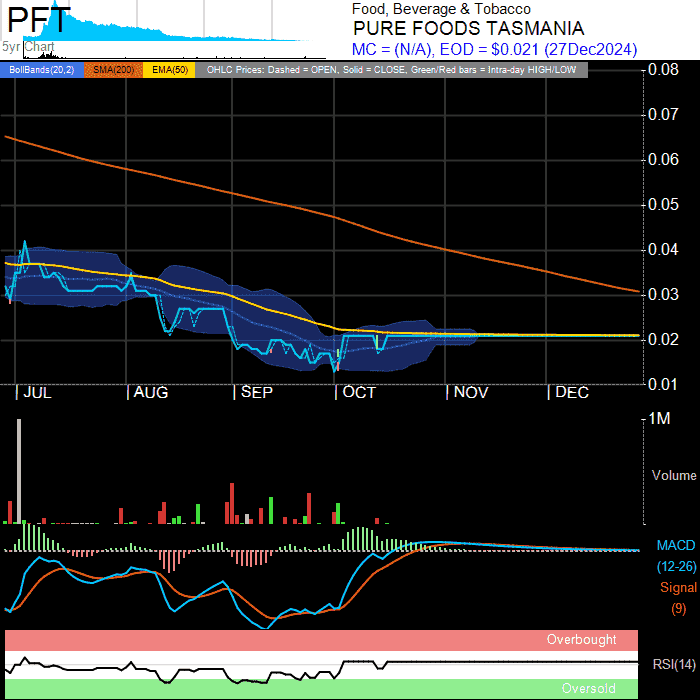 PFT
5yr Chart
Food, Beverage & Tobacco
PURE FOODS TASMANIA
MC = (N/A), EOD = $0.021 (27Dec2024)
BollBands(20,2) SMA(200) EMA(50) OHLC Prices: Dashed = OPEN, Solid = CLOSE, Green/Red bars = Intra-day HIGH/LOW
0.08
0.07
0.06
0.05
0.04
0.03
0.02
0.01
JUL AUG SEP OCT NOV DEC
1M
Volume
MACD
(12-26)
Signal
(9)
Overbought
RSI(14)
Oversold